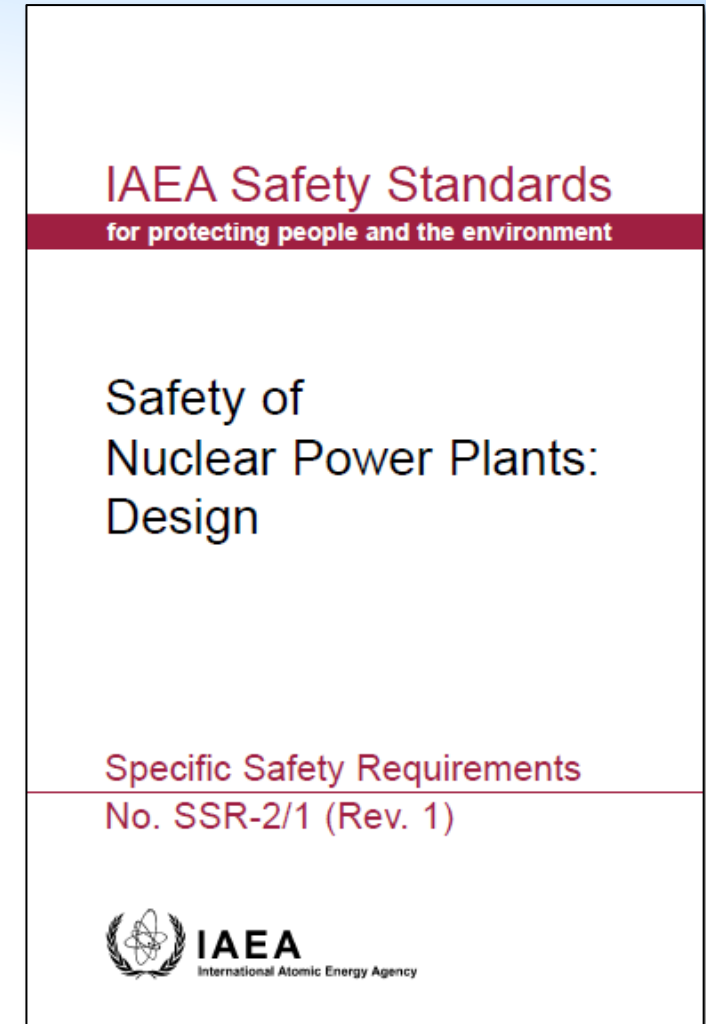 IAEA Safety Standards
for protecting people and the environment
Safety of
Nuclear Power Plants:
Design
Specific Safety Requirements
No. SSR-2/1 (Rev. 1)
IAEA
International Atomic Energy Agency